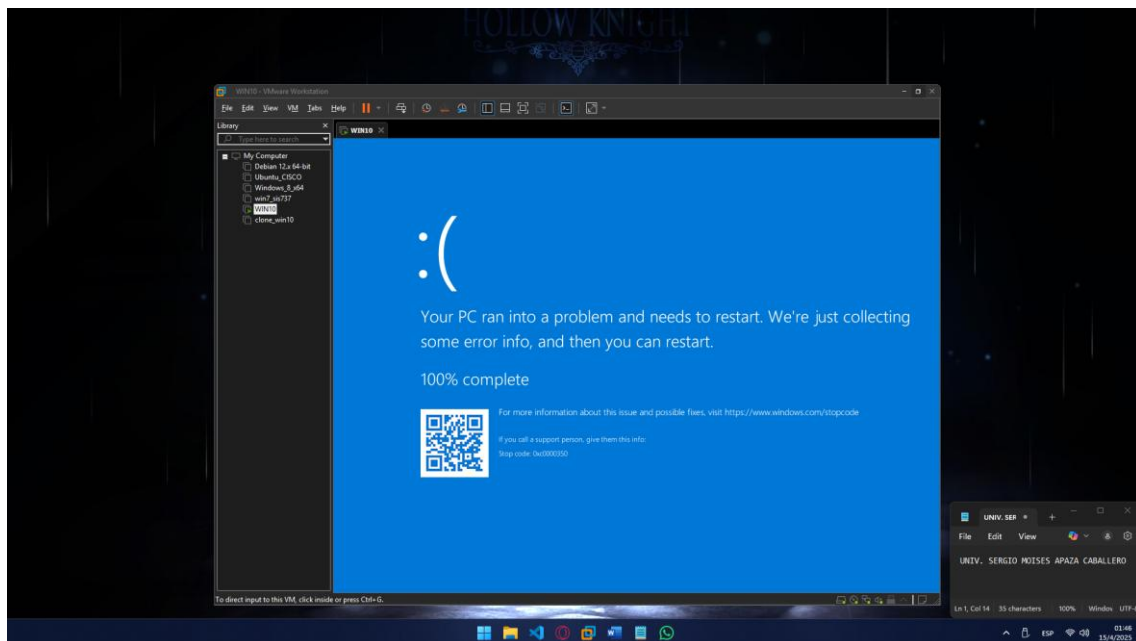 HOLLOW KNIGHT
WIN10 - VMware Workstation
File Edit View VM Tabs Help
Library
Type here to search
WIN10
My Computer
Debian 12.x 64-bit
Ubuntu_CISCO
Windows_8_x64
win7_sis737
WIN10
clone_win10
:(
Your PC ran into a problem and needs to restart. We're just collecting
some error info, and then you can restart.
100% complete
For more information about this issue and possible fixes, visit https://www.windows.com/stopcode
If you call a support person, give them this info:
Stop code: 0xc0000350
To direct input to this VM, click inside or press Ctrl+G.
UNIV. SER
File Edit View
UNIV. SERGIO MOISES APAZA CABALLERO
Ln 1, Col 14 35 characters 100% Window UTF-8
ESP
01:46
15/4/2025